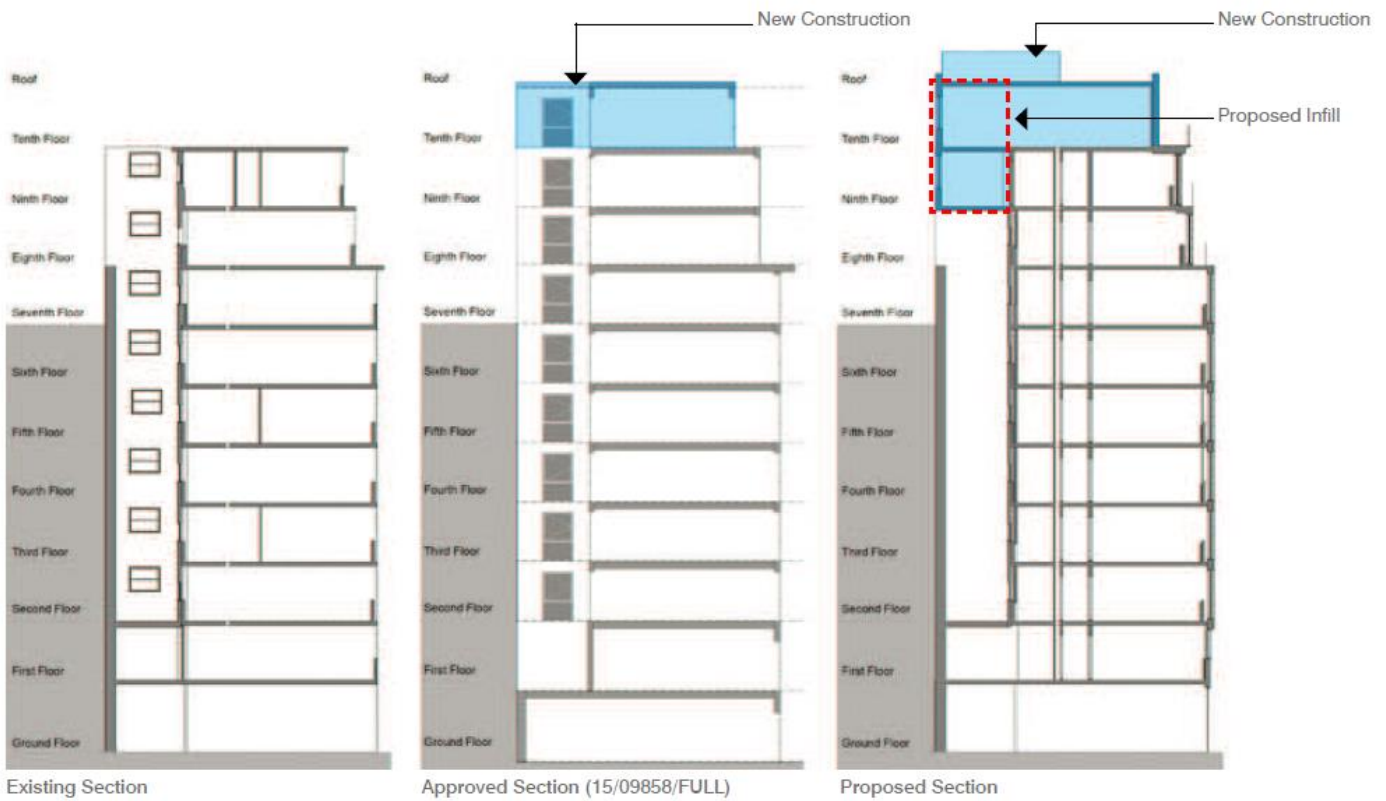 New Construction
New Construction
Proposed Infill
Roof
Tenth Floor
Ninth Floor
Eighth Floor
Seventh Floor
Sixth Floor
Fifth Floor
Fourth Floor
Third Floor
Second Floor
First Floor
Ground Floor
Existing Section
Roof
Tenth Floor
Ninth Floor
Eighth Floor
Seventh Floor
Sixth Floor
Fifth Floor
Fourth Floor
Third Floor
Second Floor
First Floor
Ground Floor
Approved Section (15/09858/FULL)
Roof
Tenth Floor
Ninth Floor
Eighth Floor
Seventh Floor
Sixth Floor
Fifth Floor
Fourth Floor
Third Floor
Second Floor
First Floor
Ground Floor
Proposed Section